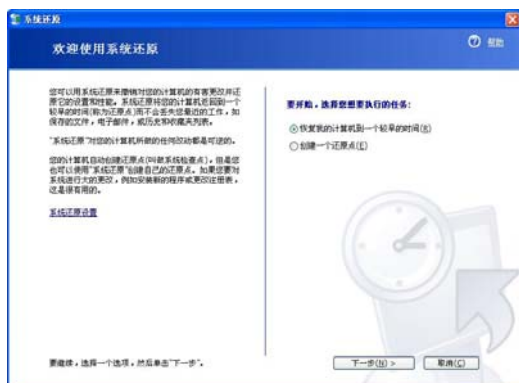 系统还原
欢迎使用系统还原
帮助
您可以用系统还原来撤销对您的计算机的有害更改并还
原它的设置和性能。系统还原将您的计算机返回到一个
较早的时间(称为还原点)而不会丢失您最近的工作，如
保存的文件，电子邮件，或历史和收藏夹列表。
“系统还原”对您的计算机所做的任何改动都是可逆的。
您的计算机自动创建还原点(叫做系统检查点)，但是您
也可以使用“系统还原”创建自己的还原点。如果您要对
系统进行大的更改，例如安装新的程序或更改注册表，
这是很有用的。
系统还原设置
要开始，选择您想要执行的任务:
恢复我的计算机到一个较早的时间(R)
创建一个还原点(E)
要继续，选择一个选项，然后单击“下一步”。
下一步(N) >
取消(C)